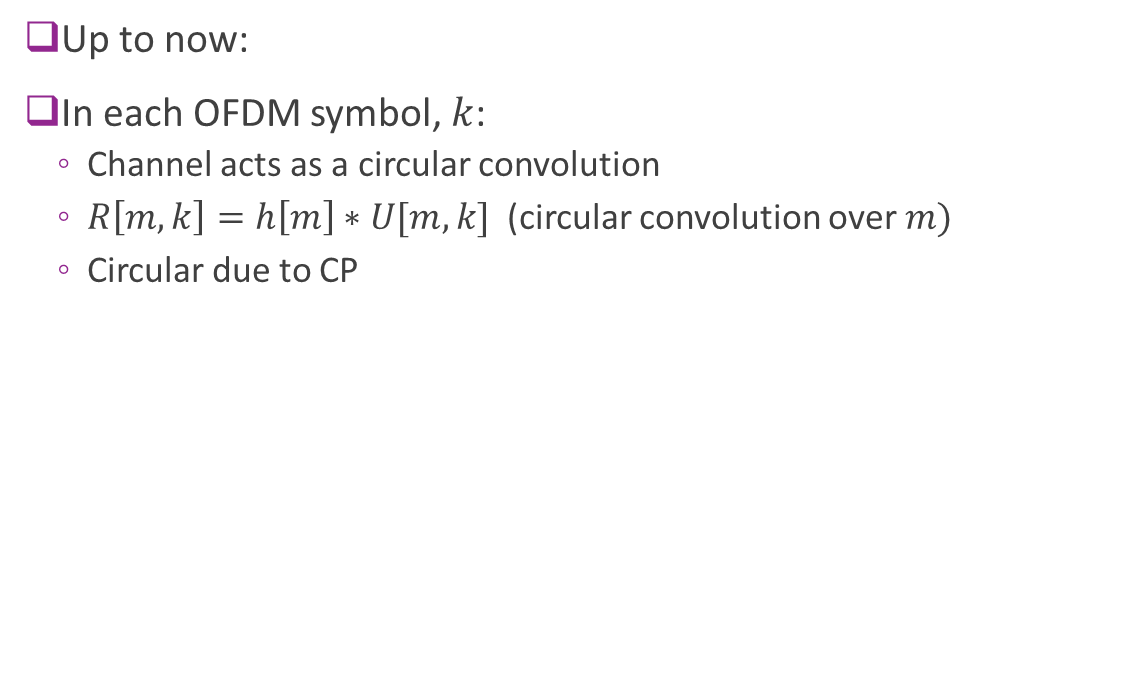 ❑Up to now:
❑In each OFDM symbol, k:
◦ Channel acts as a circular convolution
◦ R[m, k] = h[m] ∗ U[m, k] (circular convolution over m)
◦ Circular due to CP